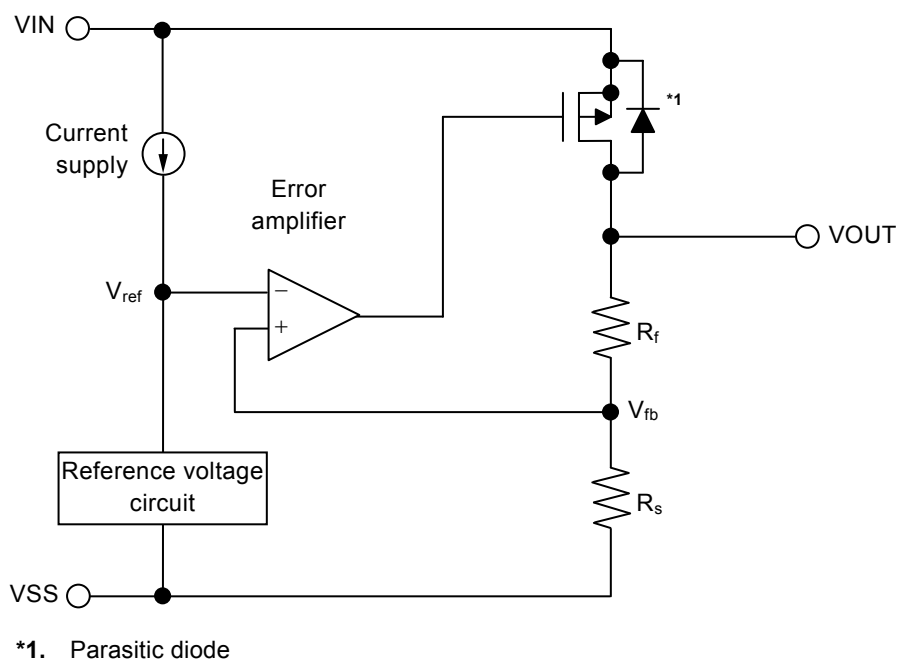 VIN
*1
Current
supply
Error
amplifier
VOUT
Vref
−
+
Rf
Vfb
Reference voltage
circuit
Rs
VSS
*1. Parasitic diode